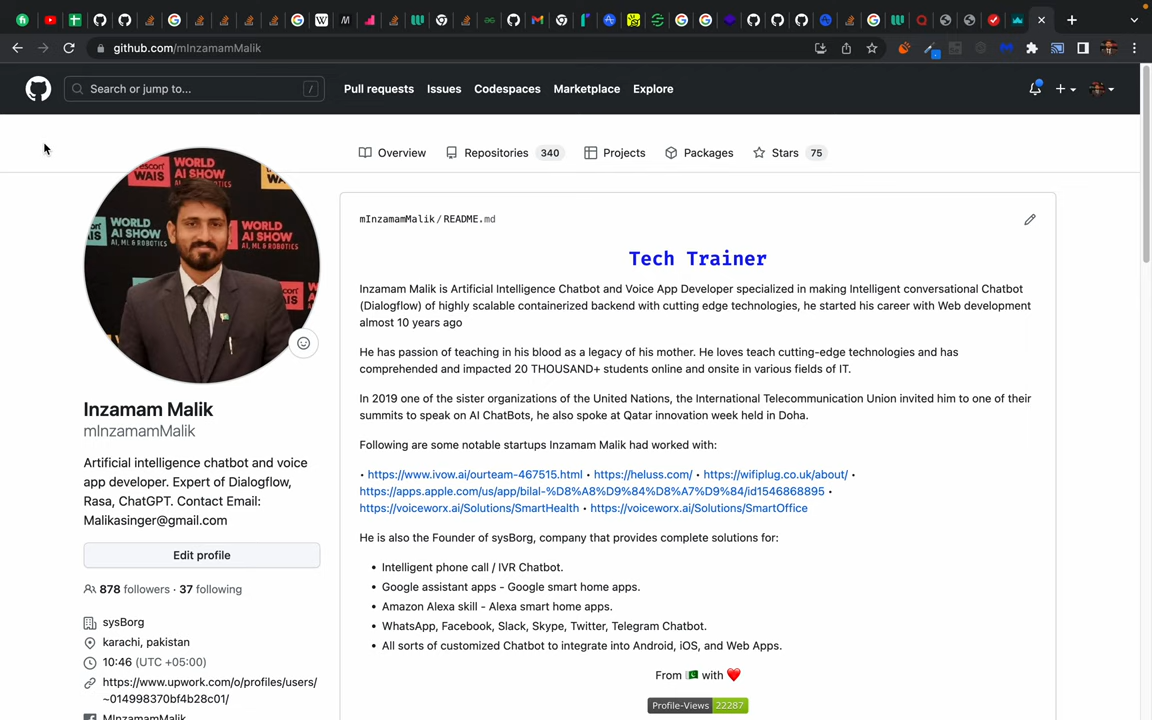 github.com/mInzamamMalik
Search or jump to...
/
Pull requests
Issues
Codespaces
Marketplace
Explore
Overview
Repositories 340
Projects
Packages
Stars 75
WORLD AI SHOW
mInzamamMalik/README.md
Tech Trainer
Inzamam Malik is Artificial Intelligence Chatbot and Voice App Developer specialized in making Intelligent conversational Chatbot
(Dialogflow) of highly scalable containerized backend with cutting edge technologies, he started his career with Web development
almost 10 years ago
He has passion of teaching in his blood as a legacy of his mother. He loves teach cutting-edge technologies and has
comprehended and impacted 20 THOUSAND+ students online and onsite in various fields of IT.
In 2019 one of the sister organizations of the United Nations, the International Telecommunication Union invited him to one of their
summits to speak on AI ChatBots, he also spoke at Qatar innovation week held in Doha.
Following are some notable startups Inzamam Malik had worked with:
• https://www.ivow.ai/ourteam-467515.html • https://heluss.com/ • https://wifiplug.co.uk/about/ •
https://apps.apple.com/us/app/bilal-%D8%A8%D9%84%D8%A7%D9%84/id1546868895 •
https://voiceworx.ai/Solutions/SmartHealth • https://voiceworx.ai/Solutions/SmartOffice
He is also the Founder of sysBorg, company that provides complete solutions for:
• Intelligent phone call / IVR Chatbot.
• Google assistant apps - Google smart home apps.
• Amazon Alexa skill - Alexa smart home apps.
• WhatsApp, Facebook, Slack, Skype, Twitter, Telegram Chatbot.
• All sorts of customized Chatbot to integrate into Android, iOS, and Web Apps.
From 🇵🇰 with ❤️
Profile-Views 22287
Inzamam Malik
mInzamamMalik
Artificial intelligence chatbot and voice
app developer. Expert of Dialogflow,
Rasa, ChatGPT. Contact Email:
Malikasinger@gmail.com
Edit profile
878 followers · 37 following
sysBorg
karachi, pakistan
10:46 (UTC +05:00)
https://www.upwork.com/o/profiles/users/
~014998370bf4b28c01/
MInzamamMalik